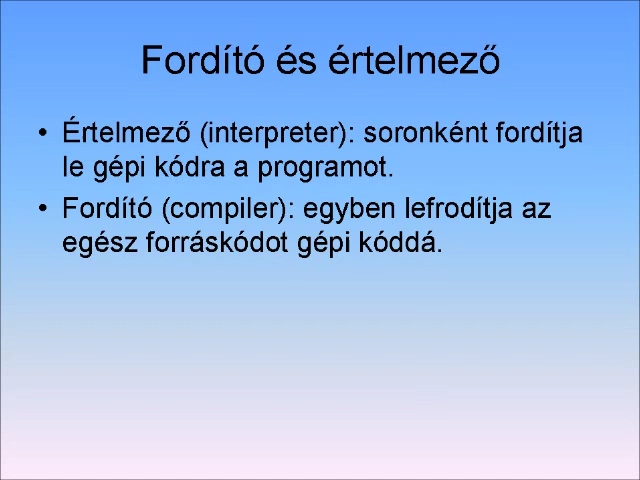 Fordító és értelmező
• Értelmező (interpreter): soronként fordítja
le gépi kódra a programot.
• Fordító (compiler): egyben lefrodítja az
egész forráskódot gépi kóddá.